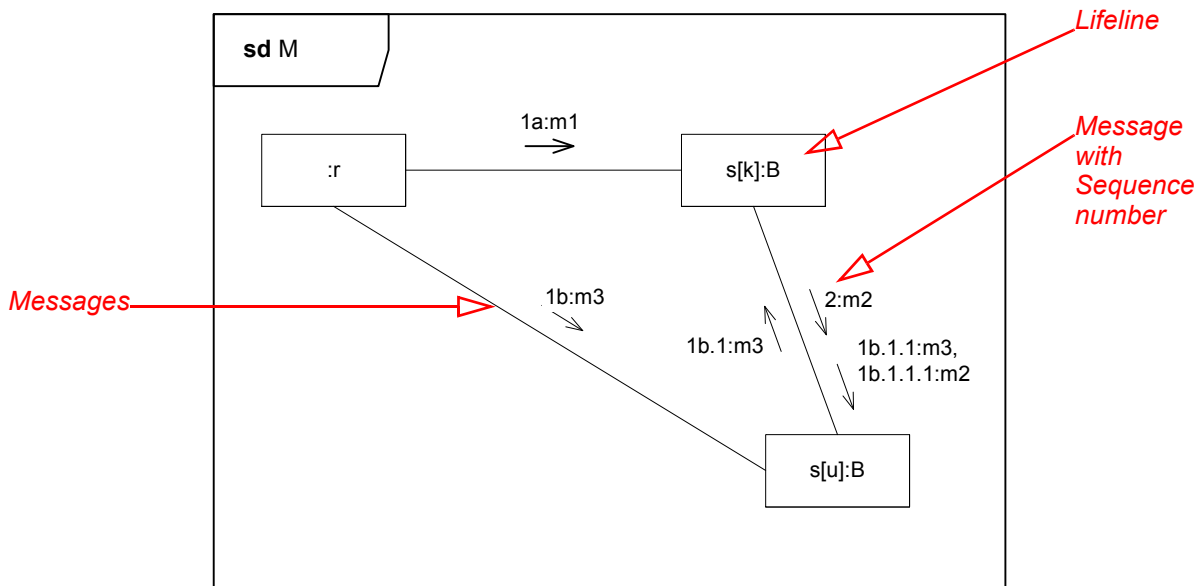 sd M
Lifeline
1a:m1
:r
s[k]:B
Message
with
Sequence
number
Messages
1b:m3
2:m2
1b.1:m3
1b.1.1:m3,
1b.1.1.1:m2
s[u]:B